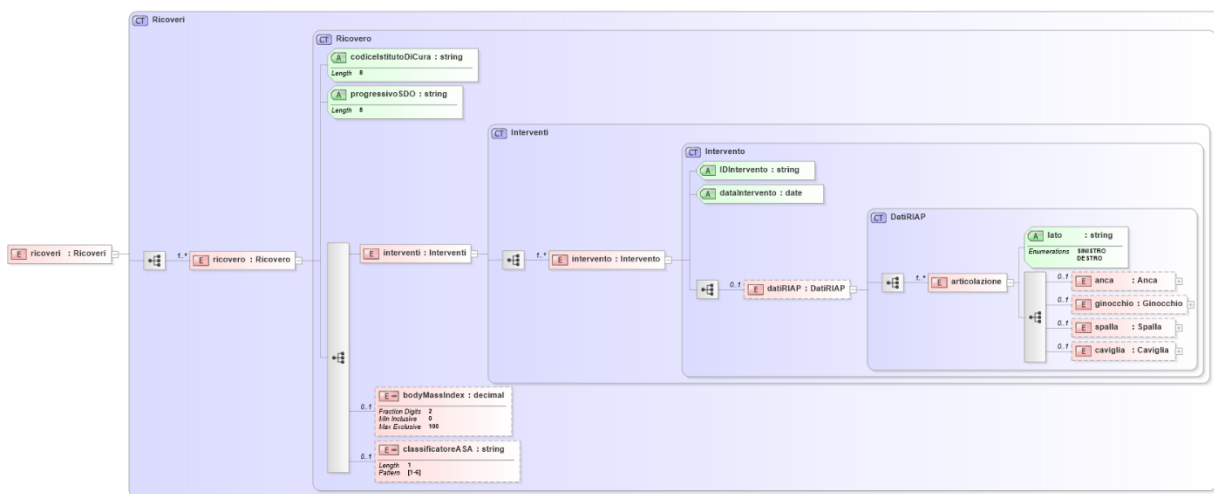 CT Ricoveri
CT Ricovero
A codiceIstitutoDiCura : string
Length 8
A progressivoSDO : string
Length 8
CT Interventi
CT Intervento
A IDIntervento : string
A dataIntervento : date
CT DatiRIAP
A lato : string
Enumerations SINISTRO
DESTRO
E ricoveri : Ricoveri
1..*
E ricovero : Ricovero
E interventi : Interventi
1..*
E intervento : Intervento
0..1
E datiRIAP : DatiRIAP
1..*
E articolazione
0..1
E anca : Anca
0..1
E ginocchio : Ginocchio
0..1
E spalla : Spalla
0..1
E caviglia : Caviglia
0..1
E bodyMassIndex : decimal
Fraction Digits 2
Min Inclusive 0
Max Exclusive 100
0..1
E classificatoreASA : string
Length 1
Pattern [1-6]